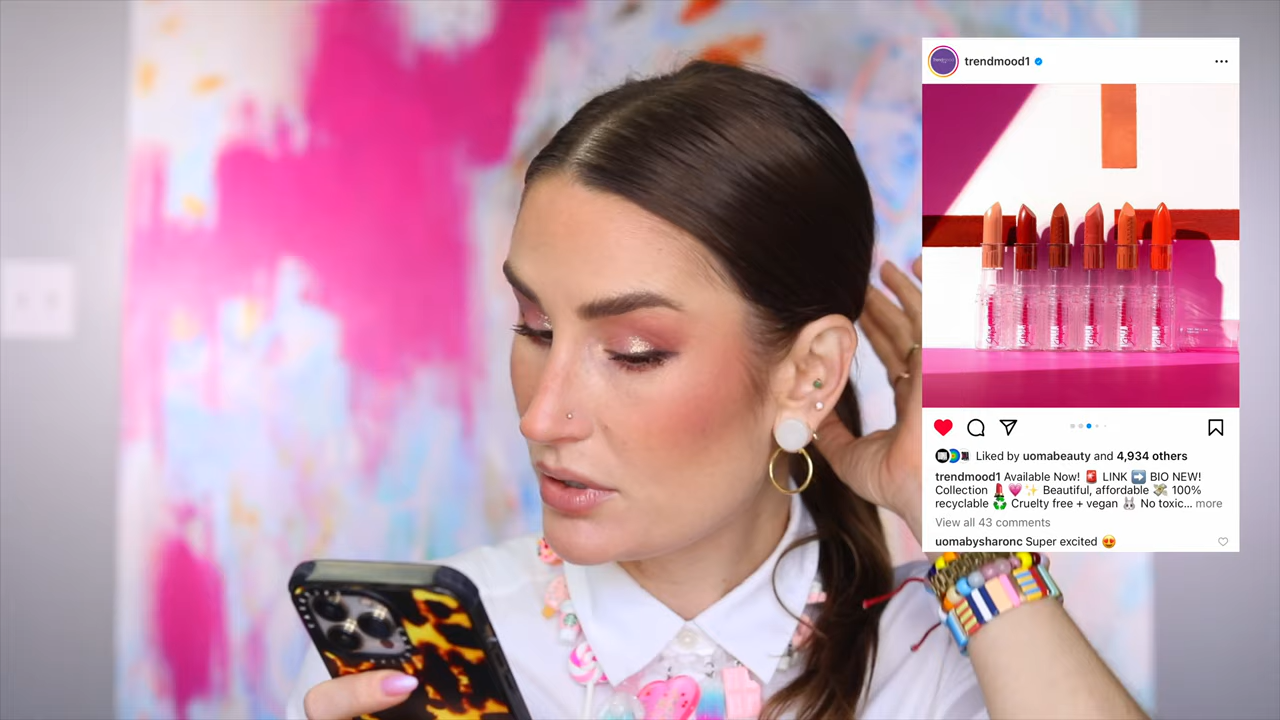 trendmood1
Liked by uomabeauty and 4,934 others
trendmood1 Available Now! 🚨 LINK ➡️ BIO NEW!
Collection 💄💗✨ Beautiful, affordable 💸 100%
recyclable ♻️ Cruelty free + vegan 🐰 No toxic... more
View all 43 comments
uomabysharonc Super excited 😍